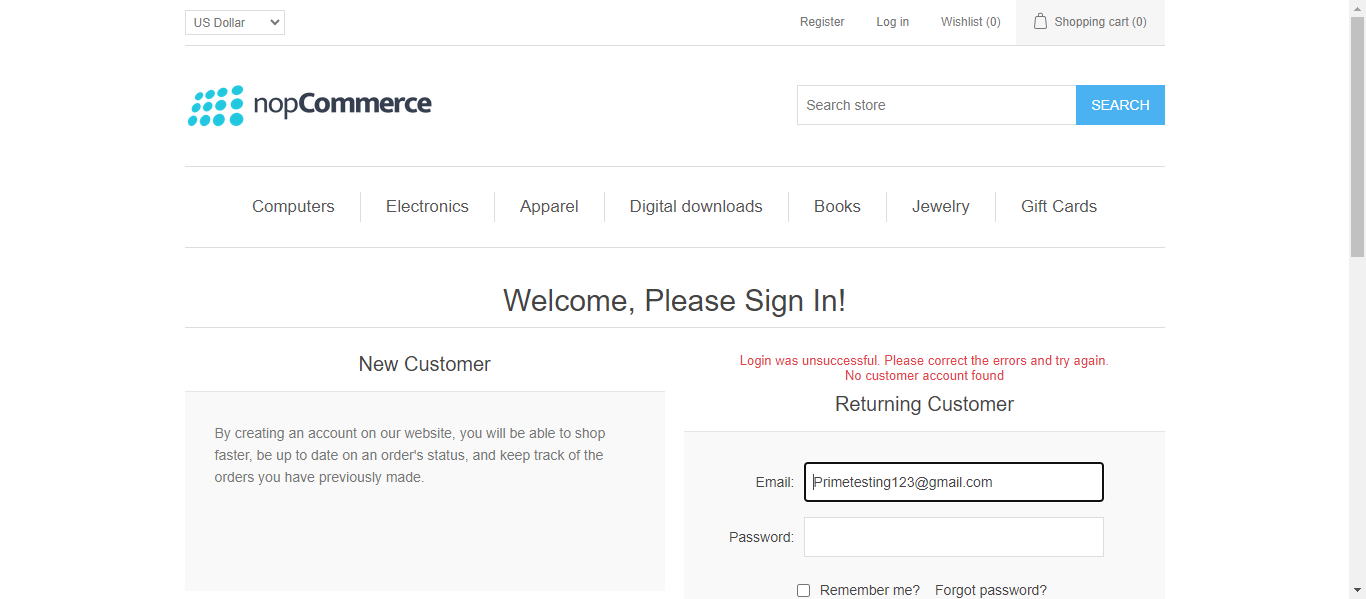 US Dollar
Register
Log in
Wishlist (0)
Shopping cart (0)
nopCommerce
Search store
SEARCH
Computers
Electronics
Apparel
Digital downloads
Books
Jewelry
Gift Cards
Welcome, Please Sign In!
New Customer
By creating an account on our website, you will be able to shop
faster, be up to date on an order's status, and keep track of the
orders you have previously made.
Login was unsuccessful. Please correct the errors and try again.
No customer account found
Returning Customer
Email:
Primetesting123@gmail.com
Password:
Remember me?
Forgot password?